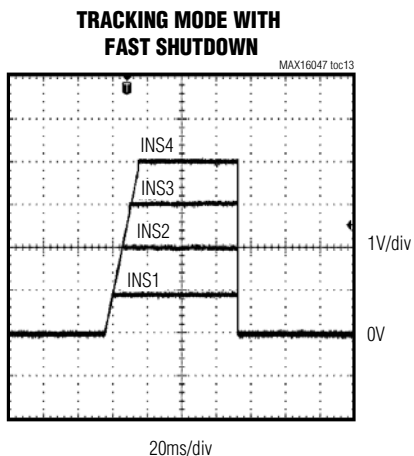 TRACKING MODE WITH
FAST SHUTDOWN
MAX16047 toc13
T
INS4
INS3
INS2
1V/div
INS1
0V
20ms/div